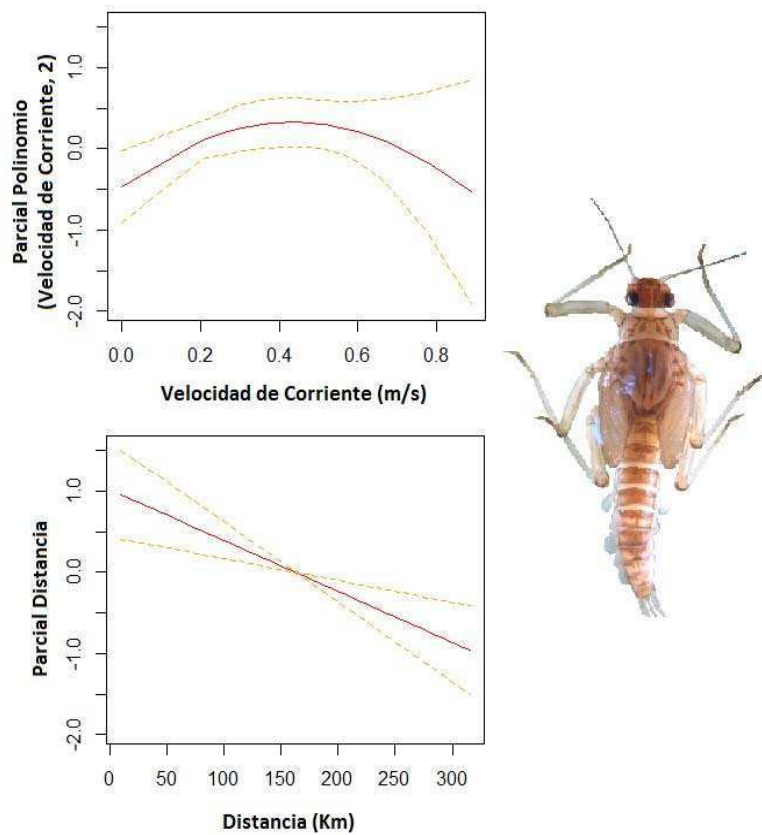 Parcial Polinomio
(Velocidad de Corriente, 2)
1.0
0.0
-1.0
-2.0
0.0 0.2 0.4 0.6 0.8
Velocidad de Corriente (m/s)
Parcial Distancia
1.0
0.0
-1.0
-2.0
0 50 100 150 200 250 300
Distancia (Km)